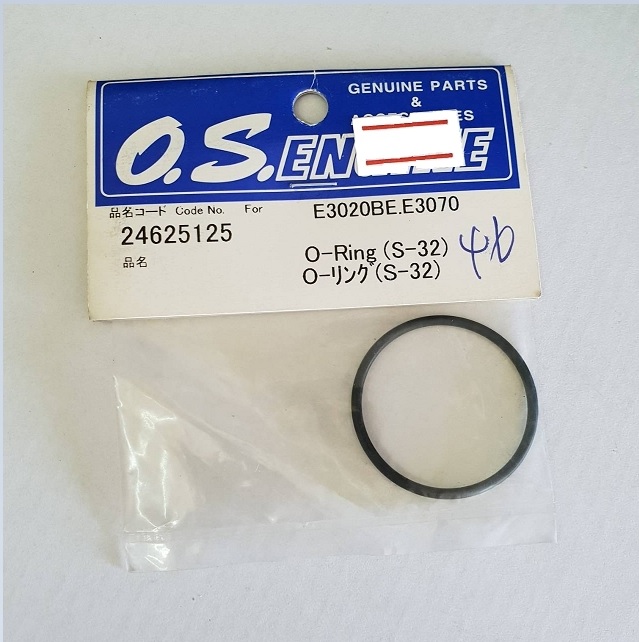 GENUINE PARTS
&
O.S.
品名コード Code No. For E3020BE.E3070
24625125
品名 O-Ring (S-32)
O-リング(S-32)